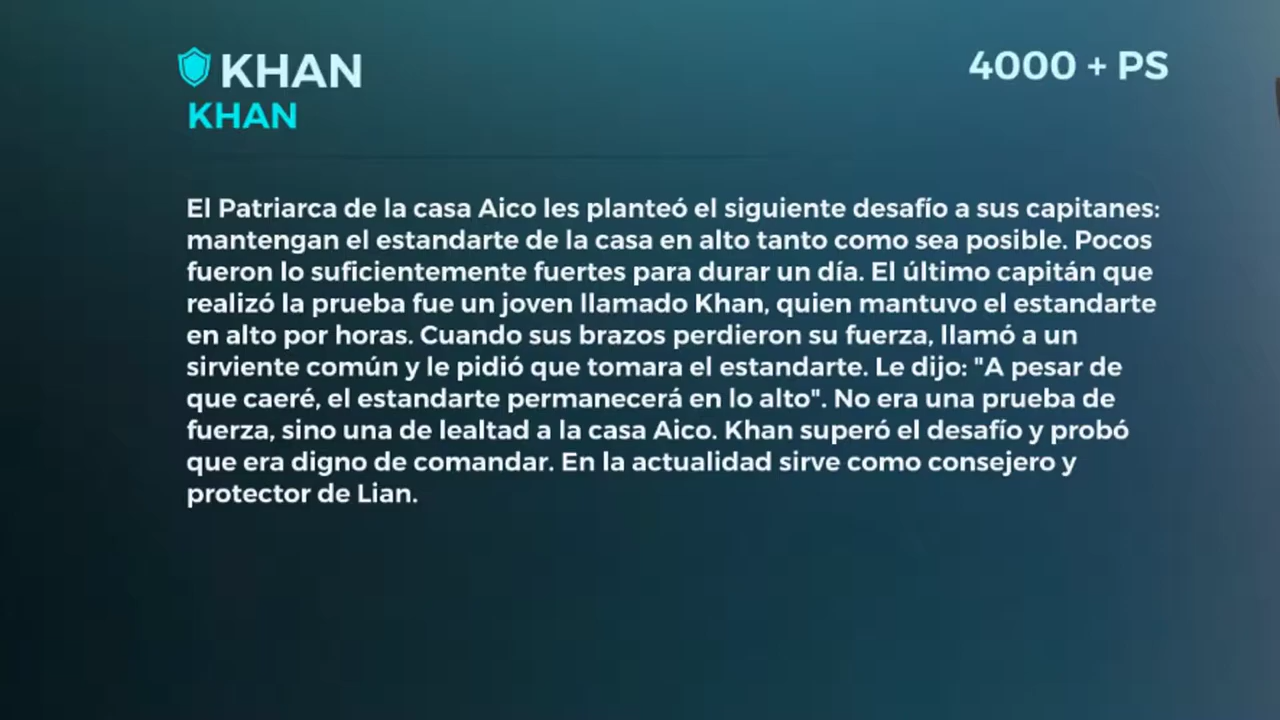 KHAN
4000 + PS
KHAN
El Patriarca de la casa Aico les planteó el siguiente desafío a sus capitanes:
mantengan el estandarte de la casa en alto tanto como sea posible. Pocos
fueron lo suficientemente fuertes para durar un día. El último capitán que
realizó la prueba fue un joven llamado Khan, quien mantuvo el estandarte
en alto por horas. Cuando sus brazos perdieron su fuerza, llamó a un
sirviente común y le pidió que tomara el estandarte. Le dijo: "A pesar de
que caeré, el estandarte permanecerá en lo alto". No era una prueba de
fuerza, sino una de lealtad a la casa Aico. Khan superó el desafío y probó
que era digno de comandar. En la actualidad sirve como consejero y
protector de Lian.